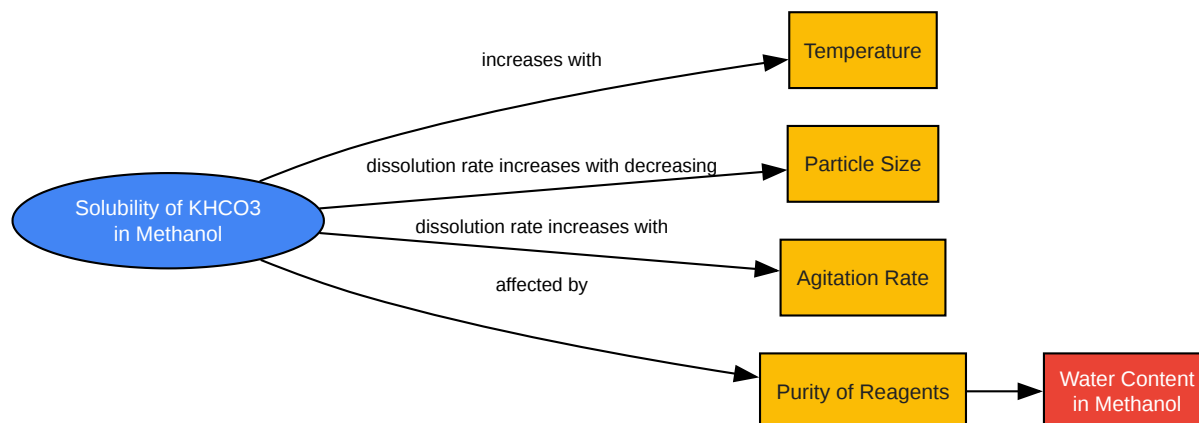 increases with
Temperature
dissolution rate increases with decreasing
Particle Size
Solubility of KHCO3
in Methanol
dissolution rate increases with
Agitation Rate
affected by
Purity of Reagents
Water Content
in Methanol